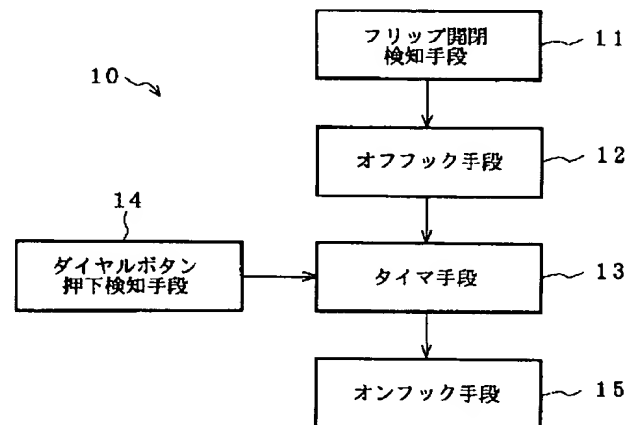 フリップ開閉
検知手段
11
10
オフフック手段
12
14
ダイヤルボタン
押下検知手段
タイマ手段
13
オンフック手段
15